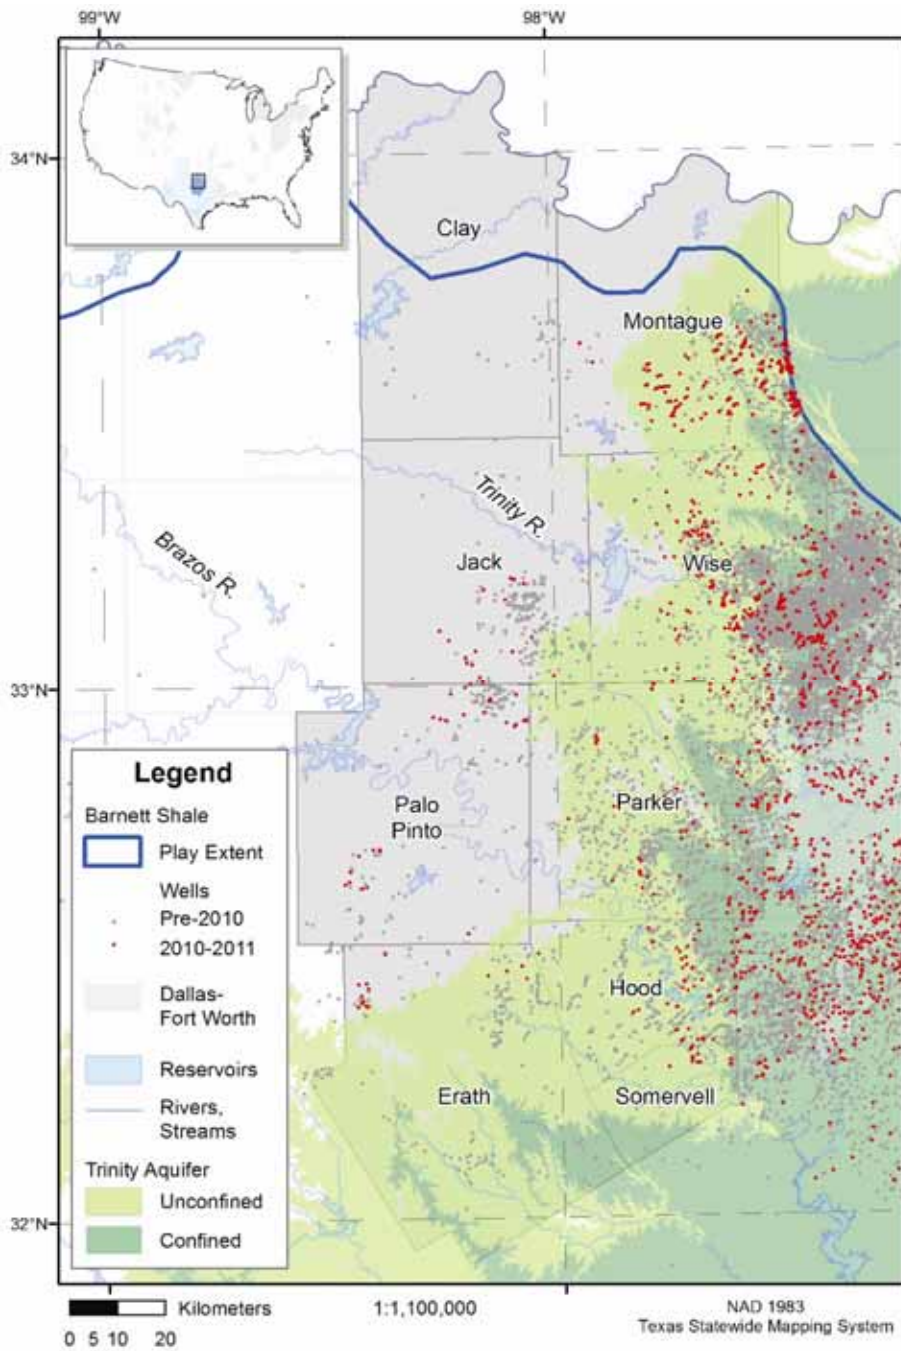 99°W
98°W
34°N
Clay
Montague
Trinity R.
Brazos R.
Jack
Wise
33°N
Legend
Barnett Shale
Play Extent
Wells
Pre-2010
2010-2011
Dallas-
Fort Worth
Reservoirs
Rivers,
Streams
Trinity Aquifer
Unconfined
Confined
Palo
Pinto
Parker
Hood
Erath
Somervell
32°N
Kilometers
0 5 10 20
1:1,100,000
NAD 1983
Texas Statewide Mapping System